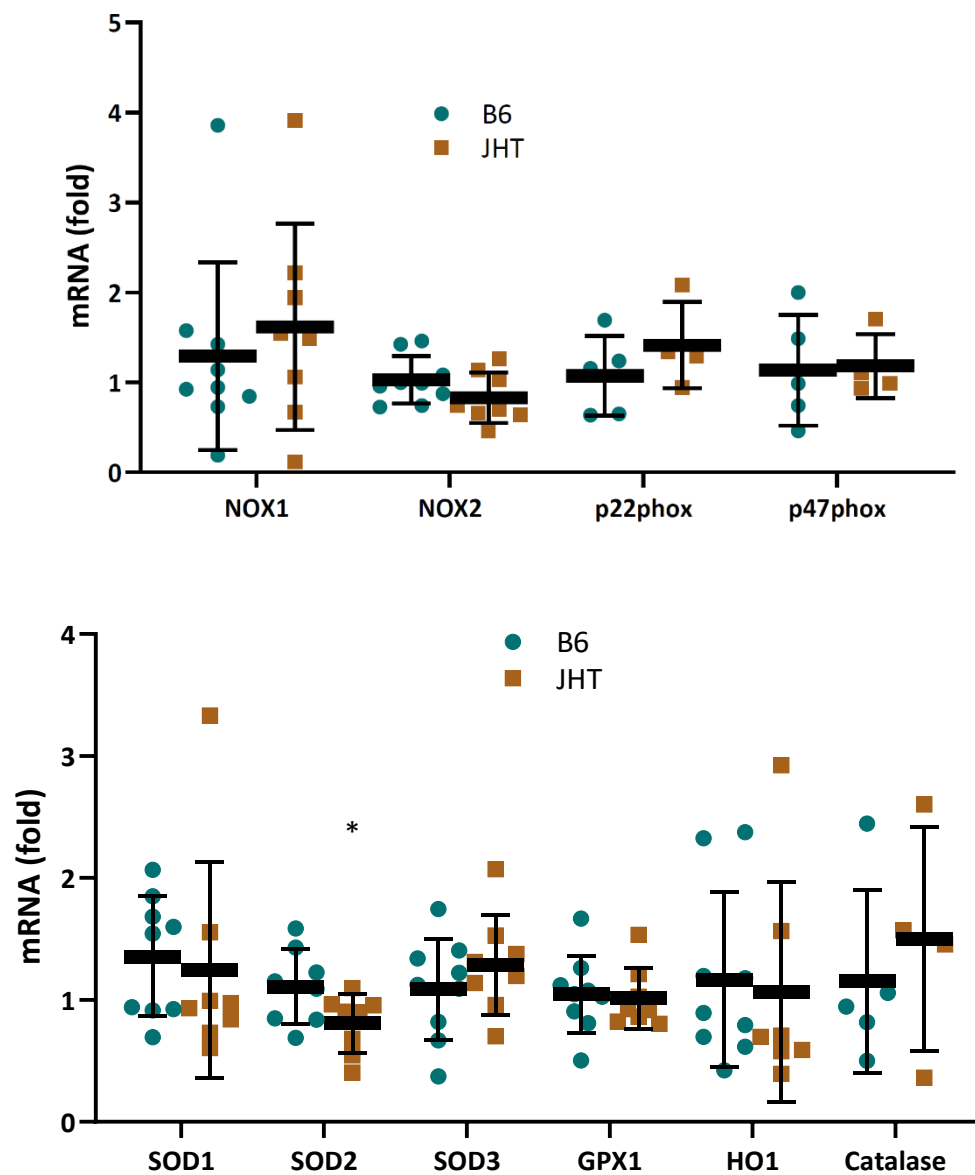 5
B6
4
JHT
3
mRNA (fold)
2
1
0
NOX1 NOX2 p22phox p47phox
4
B6
JHT
3
mRNA (fold)
*
2
1
0
SOD1 SOD2 SOD3 GPX1 HO1 Catalase